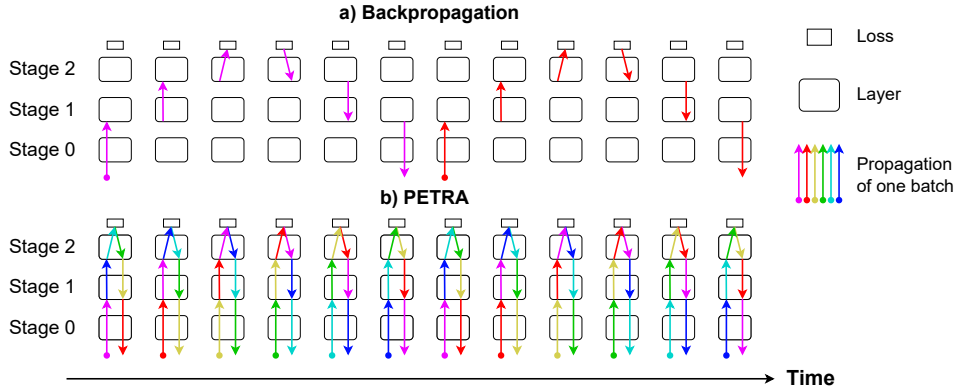 a) Backpropagation
Stage 2
Stage 1
Stage 0
Loss
Layer
Propagation
of one batch
b) PETRA
Stage 2
Stage 1
Stage 0
Time